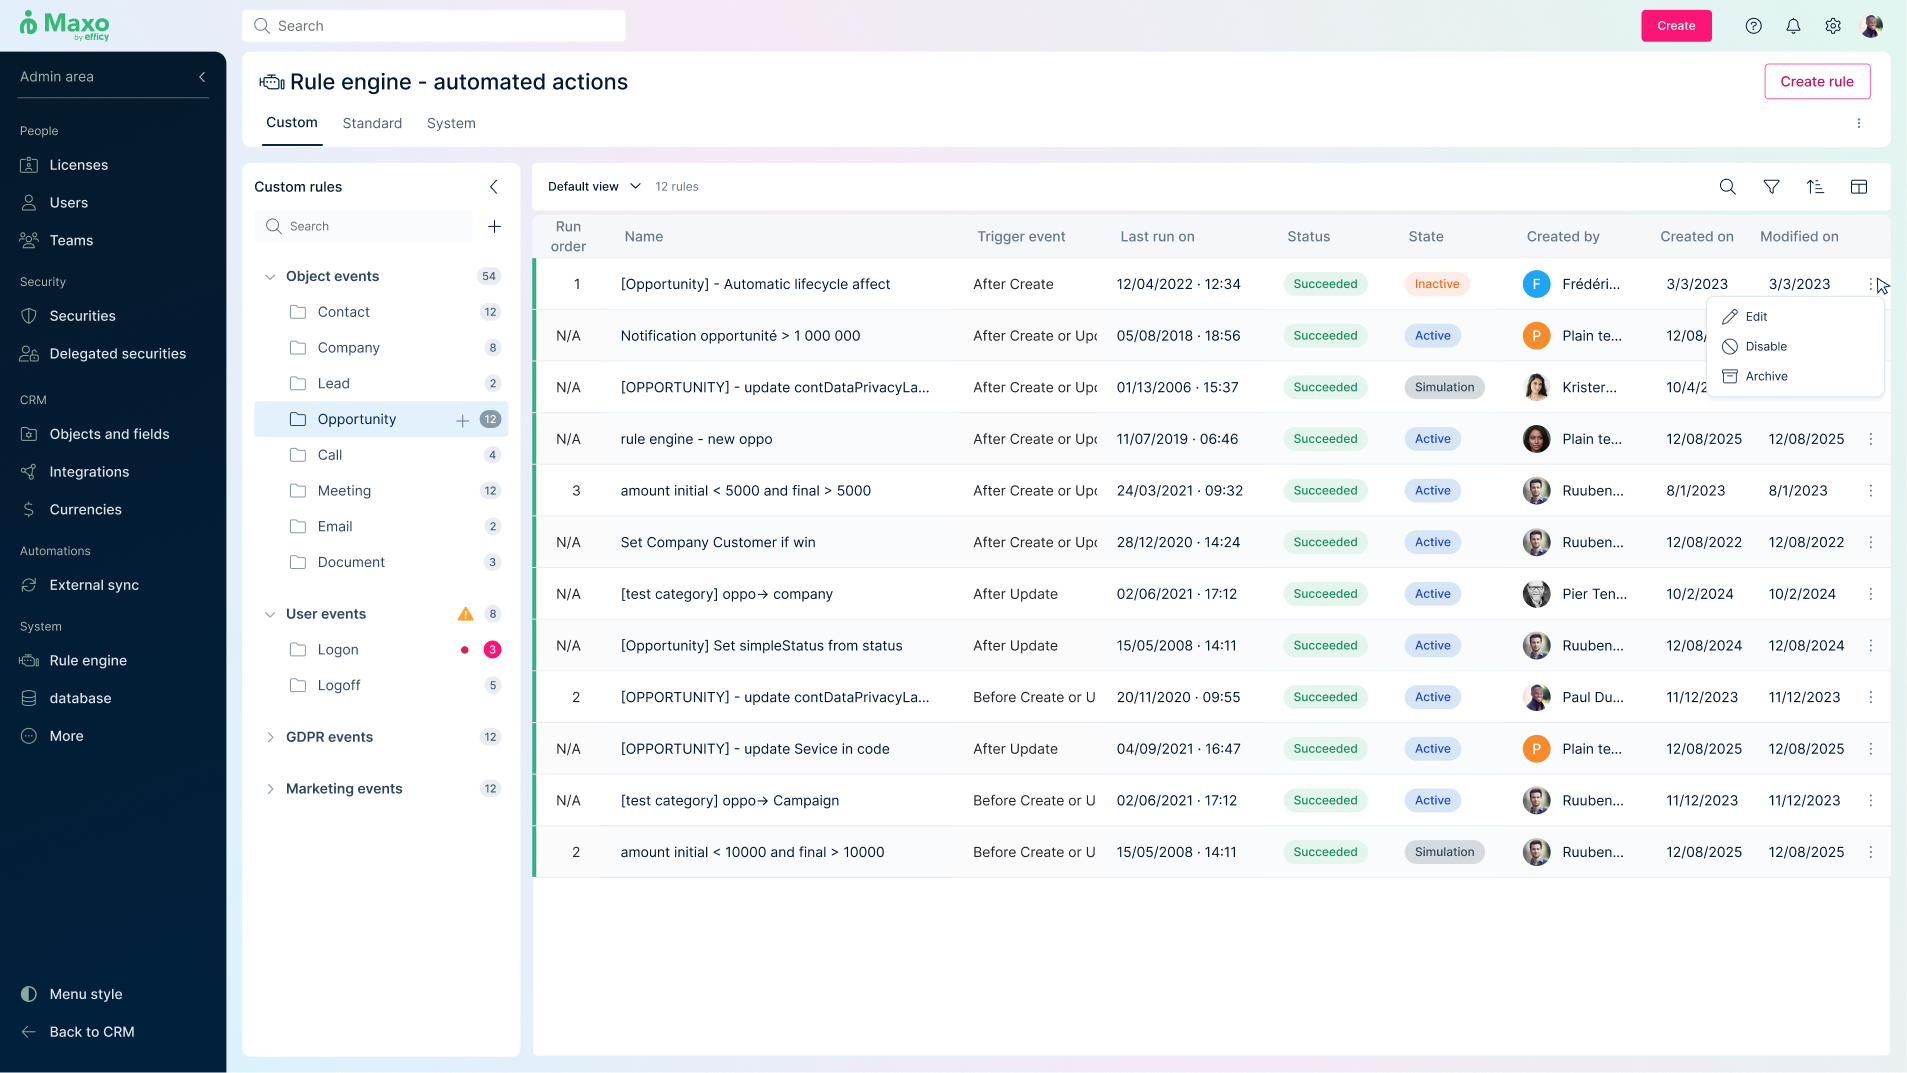 Maxo
by efficy
Search
Create
Admin area
People
Licenses
Users
Teams
Security
Securities
Delegated securities
CRM
Objects and fields
Integrations
Currencies
Automations
External sync
System
Rule engine
database
More
Menu style
Back to CRM
Rule engine - automated actions
Create rule
Custom Standard System
Custom rules
Search
Object events 54
Contact 12
Company 8
Lead 2
Opportunity 12
Call 4
Meeting 12
Email 2
Document 3
User events 8
Logon 3
Logoff 5
GDPR events 12
Marketing events 12
Default view 12 rules
Run order Name Trigger event Last run on Status State Created by Created on Modified on
1 [Opportunity] - Automatic lifecycle affect After Create 12/04/2022 · 12:34 Succeeded Inactive F Frédéri... 3/3/2023 3/3/2023
N/A Notification opportunité > 1 000 000 After Create or Upd 05/08/2018 · 18:56 Succeeded Active P Plain te... 12/08/
N/A [OPPORTUNITY] - update contDataPrivacyLa... After Create or Upd 01/13/2006 · 15:37 Succeeded Simulation Krister... 10/4/2
N/A rule engine - new oppo After Create or Upd 11/07/2019 · 06:46 Succeeded Active Plain te... 12/08/2025 12/08/2025
3 amount initial < 5000 and final > 5000 After Create or Upd 24/03/2021 · 09:32 Succeeded Active Ruuben... 8/1/2023 8/1/2023
N/A Set Company Customer if win After Create or Upd 28/12/2020 · 14:24 Succeeded Active Ruuben... 12/08/2022 12/08/2022
N/A [test category] oppo→ company After Update 02/06/2021 · 17:12 Succeeded Active Pier Ten... 10/2/2024 10/2/2024
N/A [Opportunity] Set simpleStatus from status After Update 15/05/2008 · 14:11 Succeeded Active Ruuben... 12/08/2024 12/08/2024
2 [OPPORTUNITY] - update contDataPrivacyLa... Before Create or U 20/11/2020 · 09:55 Succeeded Active Paul Du... 11/12/2023 11/12/2023
N/A [OPPORTUNITY] - update Sevice in code After Update 04/09/2021 · 16:47 Succeeded Active P Plain te... 12/08/2025 12/08/2025
N/A [test category] oppo→ Campaign Before Create or U 02/06/2021 · 17:12 Succeeded Active Ruuben... 11/12/2023 11/12/2023
2 amount initial < 10000 and final > 10000 Before Create or U 15/05/2008 · 14:11 Succeeded Simulation Ruuben... 12/08/2025 12/08/2025
Edit
Disable
Archive